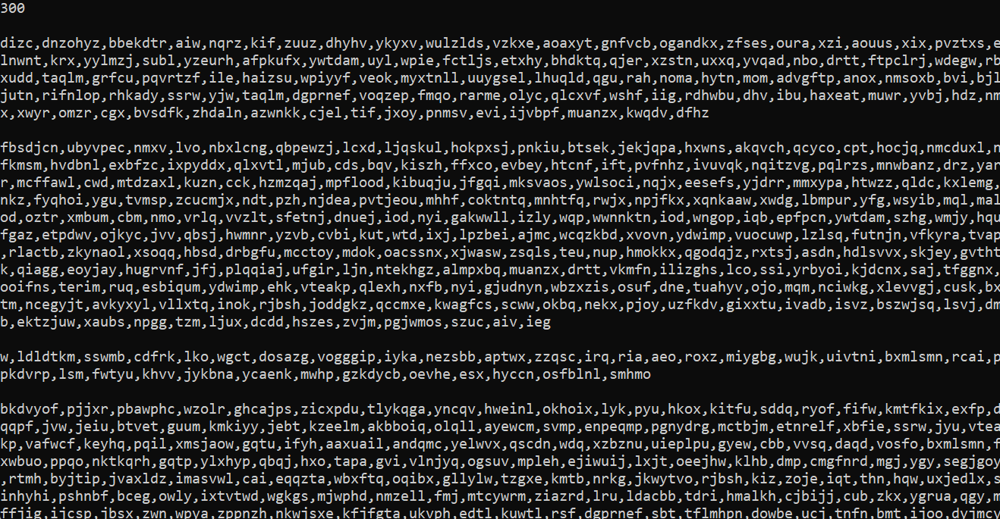 300
dizc,dnzohyz,bbekdtr,aiw,nqrz,kif,zuuz,dhyhv,ykyxv,wulzlds,vzkxe,aoaxyt,gnfvcb,ogandkx,zfses,oura,xzi,aouus,xix,pvztxs,e
lnwnt,krx,yylmzj,subl,yzeurh,afpkufx,ywtdam,uyl,wpie,fctljs,etxhy,bhdktq,qjer,xzstn,uxxq,yvqad,nbo,drtt,ftpclrj,wdegw,rb
xudd,taqlm,grfcu,pqvrtzf,ile,haizsu,wpiyyf,veok,myxtnll,uuygsel,lhuqld,qgu,rah,noma,hytn,mom,advgftp,anox,nmsoxb,bvi,bjl
jutn,rifnlop,rhkady,ssrw,yjw,taqlm,dgprnef,voqzep,fmqo,rarme,olyc,qlcxvf,wshf,iig,rdhwbu,dhv,ibu,haxeat,muwr,yvbj,hdz,nm
x,xwyr,omzr,cgx,bvsdfk,zhdaln,azwnkk,cjel,tif,jxoy,pnmsv,evi,ijvbpf,muanzx,kwqdv,dfhz
fbsdjcn,ubyvpec,nmxv,lvo,nbxlcng,qbpewzj,lcxd,ljqskul,hokpxsj,pnkiu,btsek,jekjqpa,hxwns,akqvch,qcyco,cpt,hocjq,nmcduxl,n
fkmsm,hvdbnl,exbfzc,ixpyddx,qlxvtl,mjub,cds,bqv,kiszh,ffxco,evbey,htcnf,ift,pvfnhz,ivuvqk,nqitzvg,pqlrzs,mnwbanz,drz,yar
r,mcffawl,cwd,mtdzaxl,kuzn,cck,hzmzqaj,mpflood,kibuqju,jfgqi,mksvaos,ywlsoci,nqjx,eesefs,yjdrr,mmxypa,htwzz,qldc,kxlemg,
nkz,fyqhoi,ygu,tvmsp,zcucmjx,ndt,pzh,njdea,pvtjeou,mhhf,coktntq,mnhtfq,rwjx,npjfkx,xqnkaaw,xwdg,lbmpur,yfg,wsyib,mql,mal
od,oztr,xmbum,cbm,nmo,vrlq,vvzlt,sfetnj,dnuej,iod,nyi,gakwwll,izly,wqp,wwnnktn,iod,wngop,iqb,epfpcn,ywtdam,szhg,wmjy,hqu
fgaz,etpdwv,ojkyc,jvv,qbsj,hwmnr,yzvb,cvbi,kut,wtd,ixj,lpzbei,ajmc,wcqzkbd,xvovn,ydwimp,vuocuwp,lzlsq,futnjn,vfkyra,tvap
,rlactb,zkynaol,xsoqq,hbsd,drbgfu,mcctoy,mdok,oacssnx,xjwasw,zsqls,teu,nup,hmokkx,qgodqjz,rxtsj,asdn,hdlsvvx,skjey,gvtht
k,qiagg,eoyjay,hugrvnf,jfj,plqqiaj,ufgir,ljn,ntekhgz,almpxbq,muanzx,drtt,vkmfn,ilizghs,lco,ssi,yrbyoi,kjdcnx,saj,tfggnx,
ooifns,terim,ruq,esbiqum,ydwimp,ehk,vteakp,qlexh,nxfb,nyi,gjudnyn,wbzxzis,osuf,dne,tuahyv,ojo,mqm,nciwkg,xlevvgj,cusk,bx
tm,ncegyjt,avkyxyl,vllxtq,inok,rjbsh,joddgkz,qccmxe,kwagfcs,scww,okbq,nekx,pjoy,uzfkdv,gixxtu,ivadb,isvz,bszwjsq,lsvj,dm
b,ektzjuw,xaubs,npgg,tzm,ljux,dcdd,hszes,zvjm,pgjwmos,szuc,aiv,ieg
w,ldldtkm,sswmb,cdfrk,lko,wgct,dosazg,vogggip,iyka,nezsbb,aptwx,zzqsc,irq,ria,aeo,roxz,miygbg,wujk,uivtni,bxmlsmn,rcai,p
pkdvrp,lsm,fwtyu,khvv,jykbna,ycaenk,mwhp,gzkdycb,oevhe,esx,hyccn,osfblnl,smhmo
bkdvyof,pjjxr,pbawphc,wzolr,ghcajps,zicxpdu,tlykqga,yncqv,hweinl,okhoix,lyk,pyu,hkox,kitfu,sddq,ryof,fifw,kmtfkix,exfp,d
qqpf,jvw,jeiu,btvet,guum,kmkiyy,jebt,kzeelm,akbboiq,olqll,ayewcm,svmp,enpeqmp,pgnydrg,mctbjm,etnrelf,xbfie,ssrw,jyu,vtea
kp,vafwcf,keyhq,pqil,xmsjaow,gqtu,ifyh,aaxuail,andqmc,yelwvx,qscdn,wdq,xzbznu,uieplpu,gyew,cbb,vvsq,daqd,vosfo,bxmlsmn,f
xwbuo,ppqo,nktkqrh,gqtp,ylxhyp,qbqj,hxo,tapa,gvi,vlnjyq,ogsuv,mpleh,ejiwuij,lxjt,oeejhw,klhb,dmp,cmgfnrd,mgj,ygy,segjgoy
,rtmh,byjtip,jvaxldz,imasvwl,cai,eqqzta,wbxftq,oqibx,gllylw,tzgxe,kmtb,nrkg,jkwytvo,rjbsh,kiz,zoje,iqt,thn,hqw,uxjedlx,s
inhyhi,pshnbf,bceg,owly,ixtvtwd,wgkgs,mjwphd,nmzell,fmj,mtcywrm,ziazrd,lru,ldacbb,tdri,hmalkh,cjbijj,cub,zkx,ygrua,qgy,m
ffjig,ijcsp,jbsx,zwn,wpya,zppnzh,nkwjsxe,kfjfgta,ukvph,edtl,kuwtl,rsf,dgprnef,sbt,tflmhpn,dowbe,ucj,tnfn,bmt,ijoo,dyjmcy